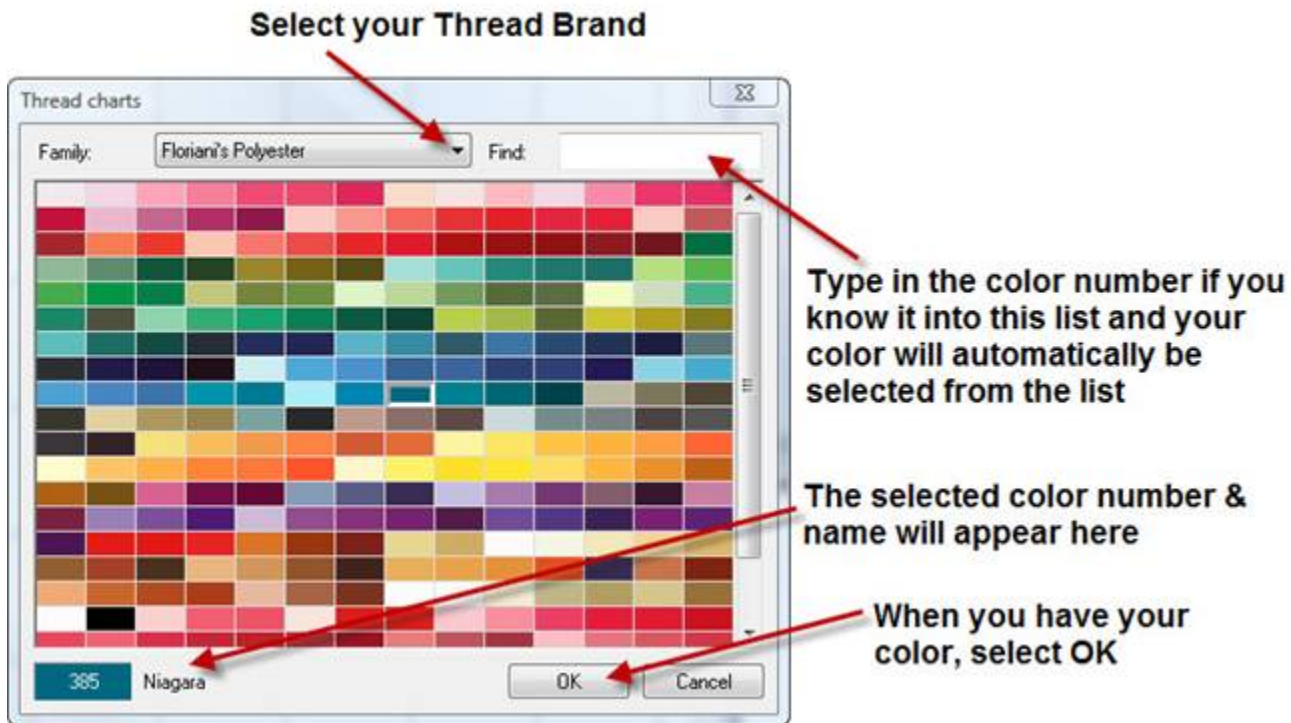 Select your Thread Brand
Thread charts
Family: Floriani's Polyester Find:
Type in the color number if you
know it into this list and your
color will automatically be
selected from the list
The selected color number &
name will appear here
When you have your
color, select OK
385 Niagara OK Cancel